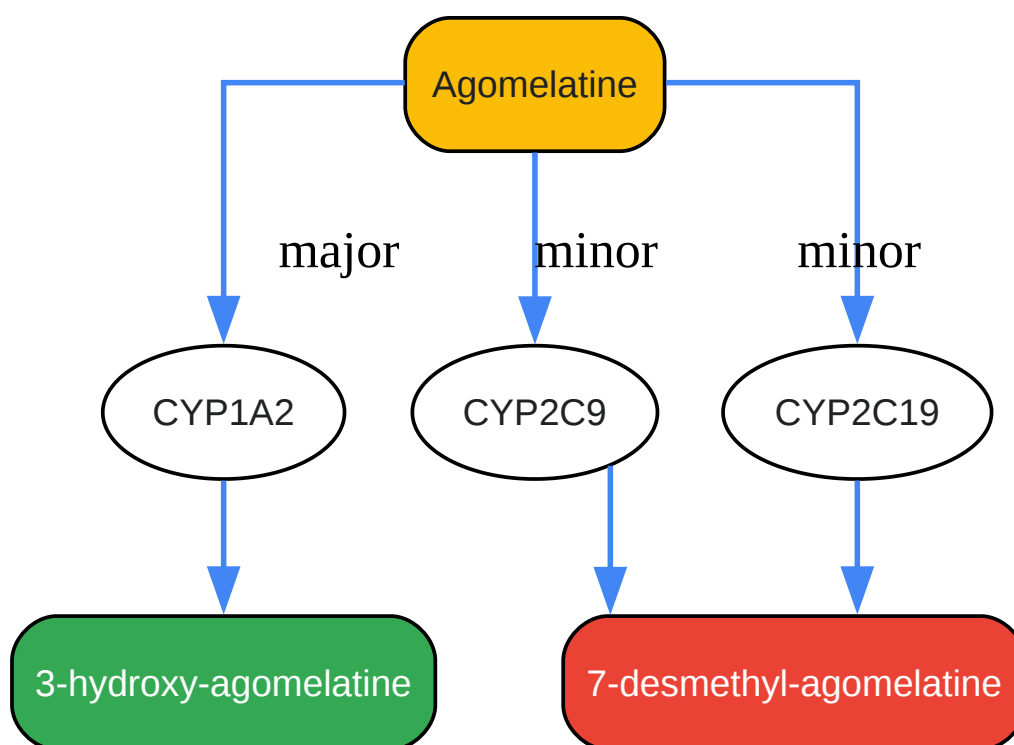 Agomelatine
major
minor
minor
CYP1A2
CYP2C9
CYP2C19
3-hydroxy-agomelatine
7-desmethyl-agomelatine